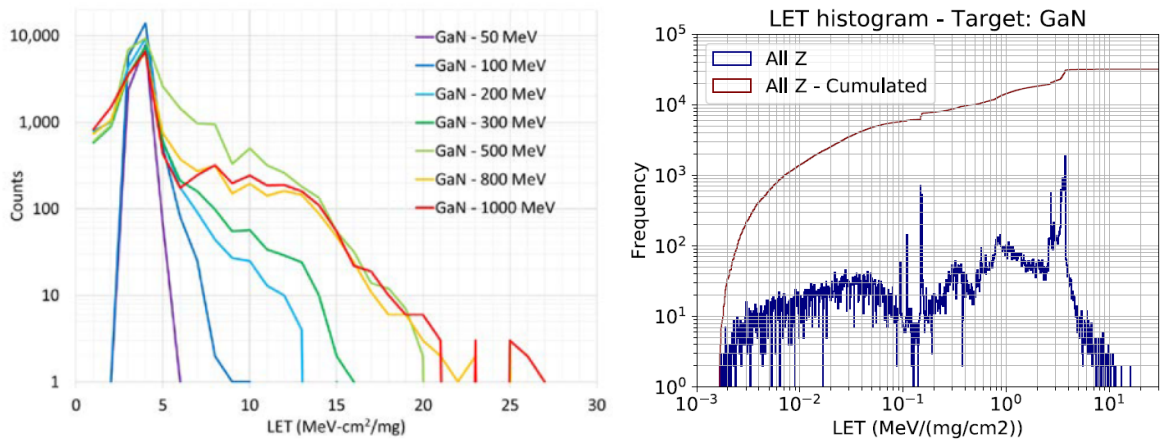 10,000
1,000
100
10
1
Counts
0
5
10
15
20
25
30
LET (MeV-cm²/mg)
GaN - 50 MeV
GaN - 100 MeV
GaN - 200 MeV
GaN - 300 MeV
GaN - 500 MeV
GaN - 800 MeV
GaN - 1000 MeV
LET histogram - Target: GaN
All Z
All Z - Cumulated
10⁵
10⁴
10³
10²
10¹
10⁰
Frequency
10⁻³
10⁻²
10⁻¹
10⁰
10¹
LET (MeV/(mg/cm2))